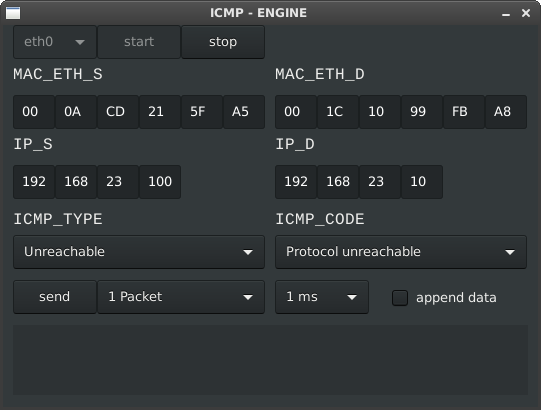 ICMP - ENGINE
eth0 start stop
MAC_ETH_S MAC_ETH_D
00 0A CD 21 5F A5 00 1C 10 99 FB A8
IP_S IP_D
192 168 23 100 192 168 23 10
ICMP_TYPE ICMP_CODE
Unreachable Protocol unreachable
send 1 Packet 1 ms append data